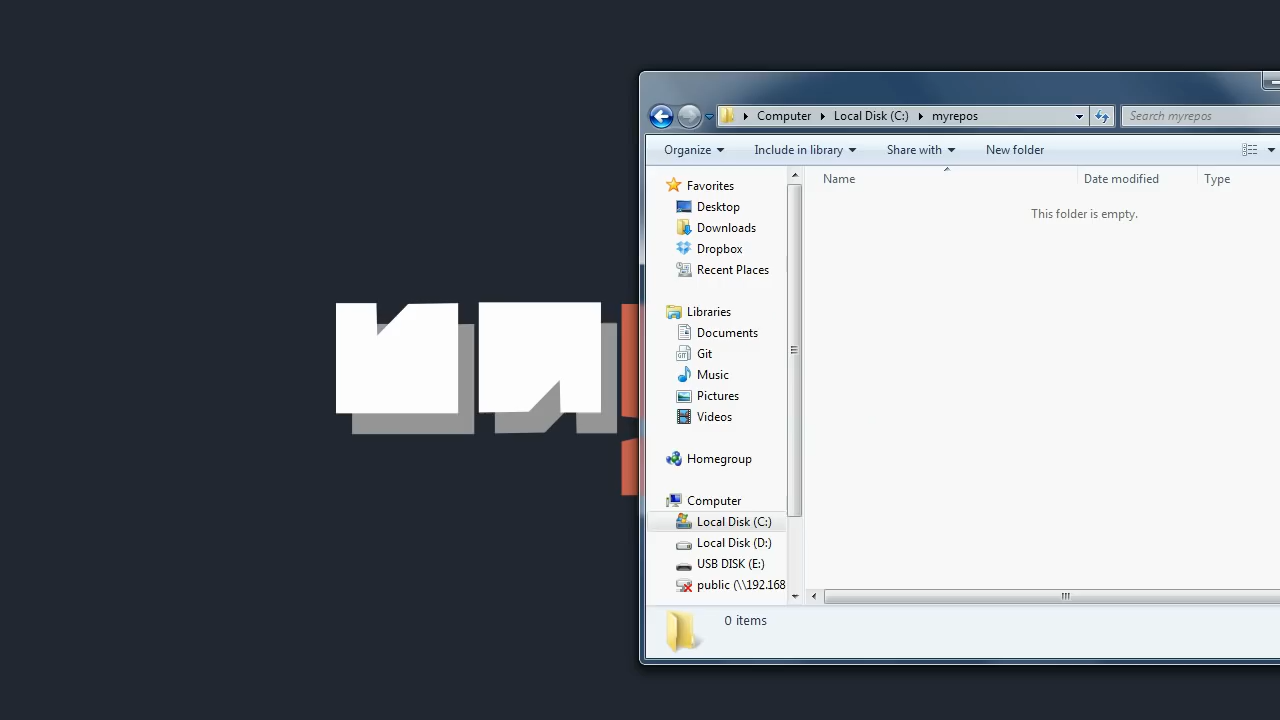 Computer Local Disk (C:) myrepos
Search myrepos
Organize Include in library Share with New folder
Name Date modified Type
This folder is empty.
Favorites
Desktop
Downloads
Dropbox
Recent Places
Libraries
Documents
Git
Music
Pictures
Videos
Homegroup
Computer
Local Disk (C:)
Local Disk (D:)
USB DISK (E:)
public (\\192.168
0 items